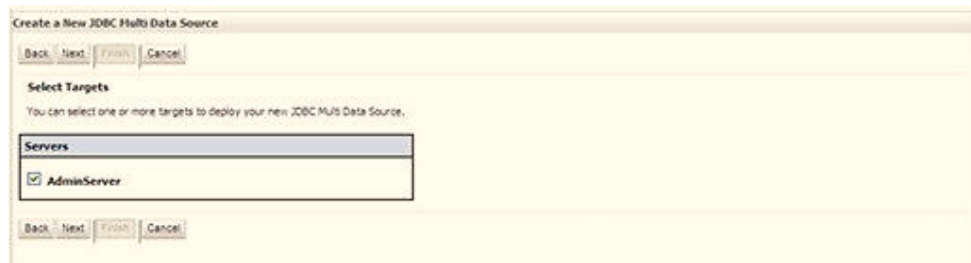 Create a New JDBC Multi Data Source
Back Next Finish Cancel
Select Targets
You can select one or more targets to deploy your new JDBC Multi Data Source.
Servers
AdminServer
Back Next Finish Cancel